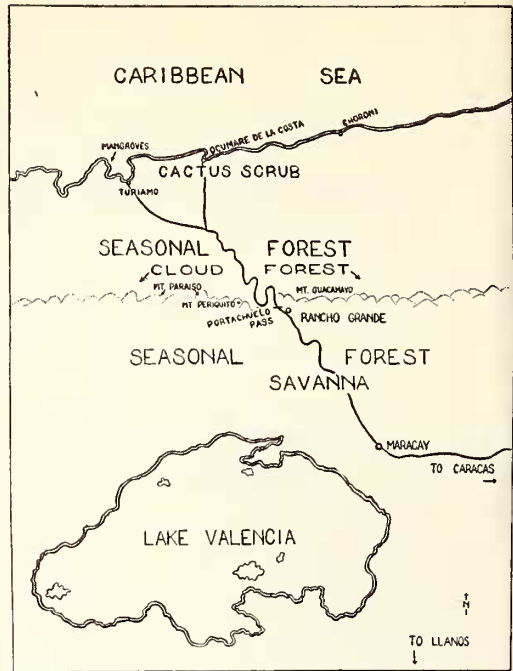 CARIBBEAN SEA
OCUMARE DE LA COSTA
CHOROMI
MANGROVES
CACTUS SCRUB
TURIAMO
SEASONAL FOREST
CLOUD FOREST
MT. PARAISO
MT. GUACAMAYO
MT PERIQUITO
PORTACHUELO
PASS
RANCHO GRANDE
SEASONAL FOREST
SAVANNA
MARACAY
TO CARACAS
LAKE VALENCIA
N
TO LLANOS